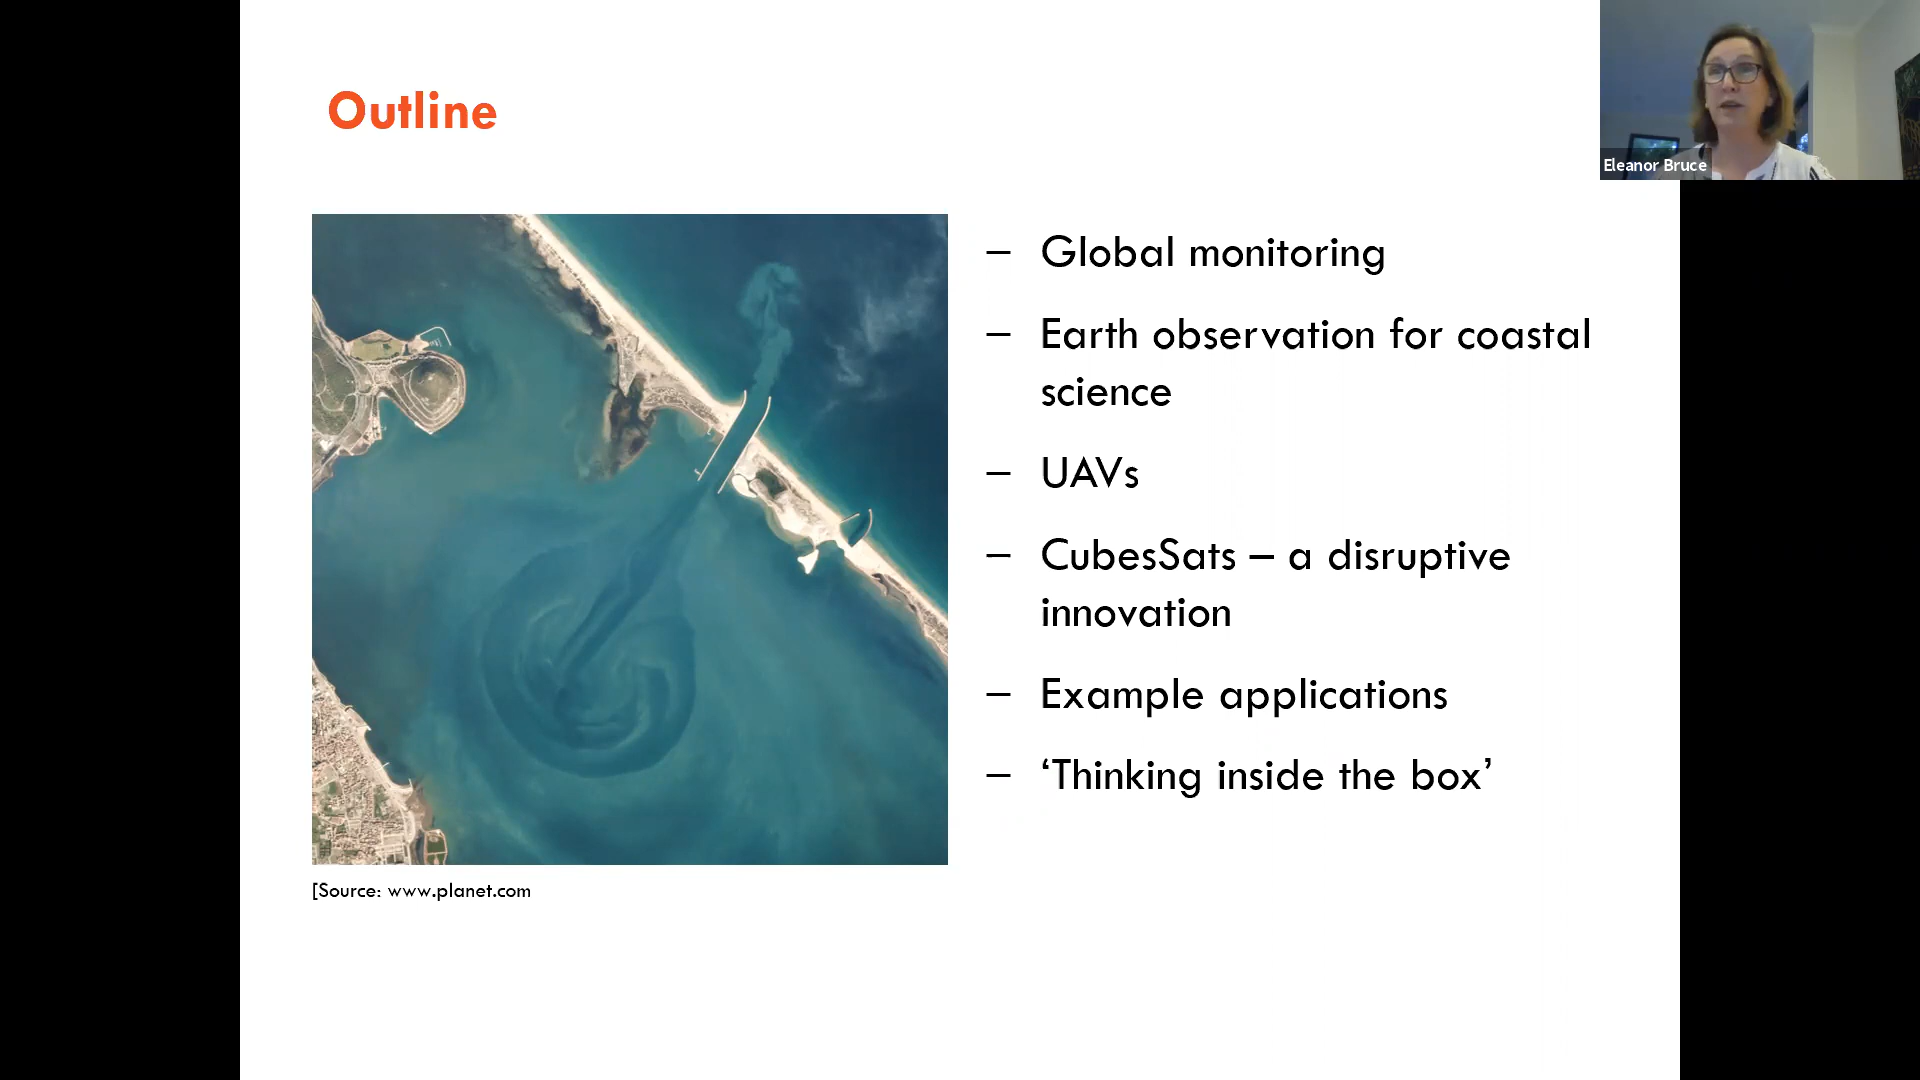 Outline
Eleanor Bruce
– Global monitoring
– Earth observation for coastal
science
– UAVs
– CubesSats – a disruptive
innovation
– Example applications
– ‘Thinking inside the box’
[Source: www.planet.com